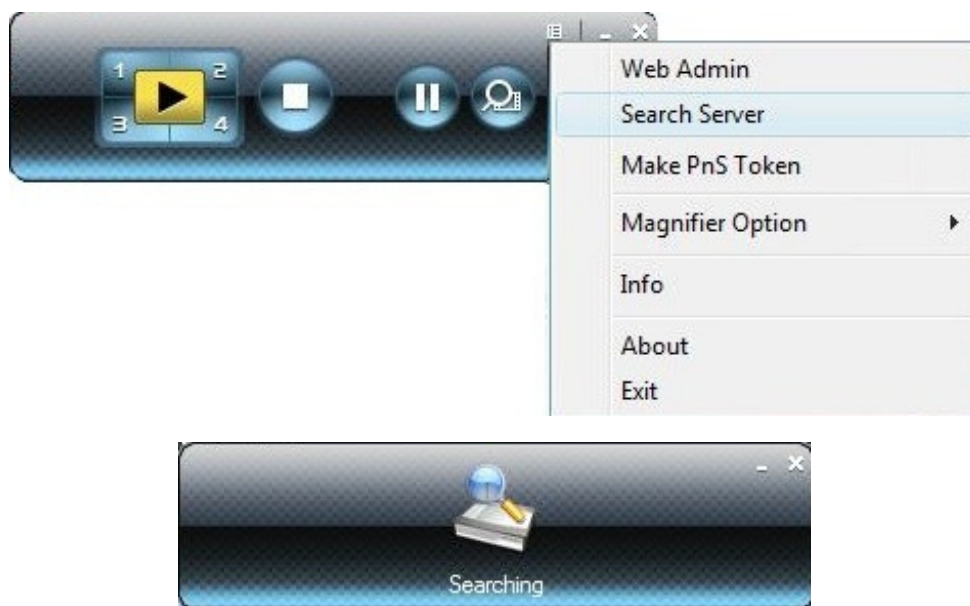 1 2
3 4
Web Admin
Search Server
Make PnS Token
Magnifier Option
Info
About
Exit
Searching